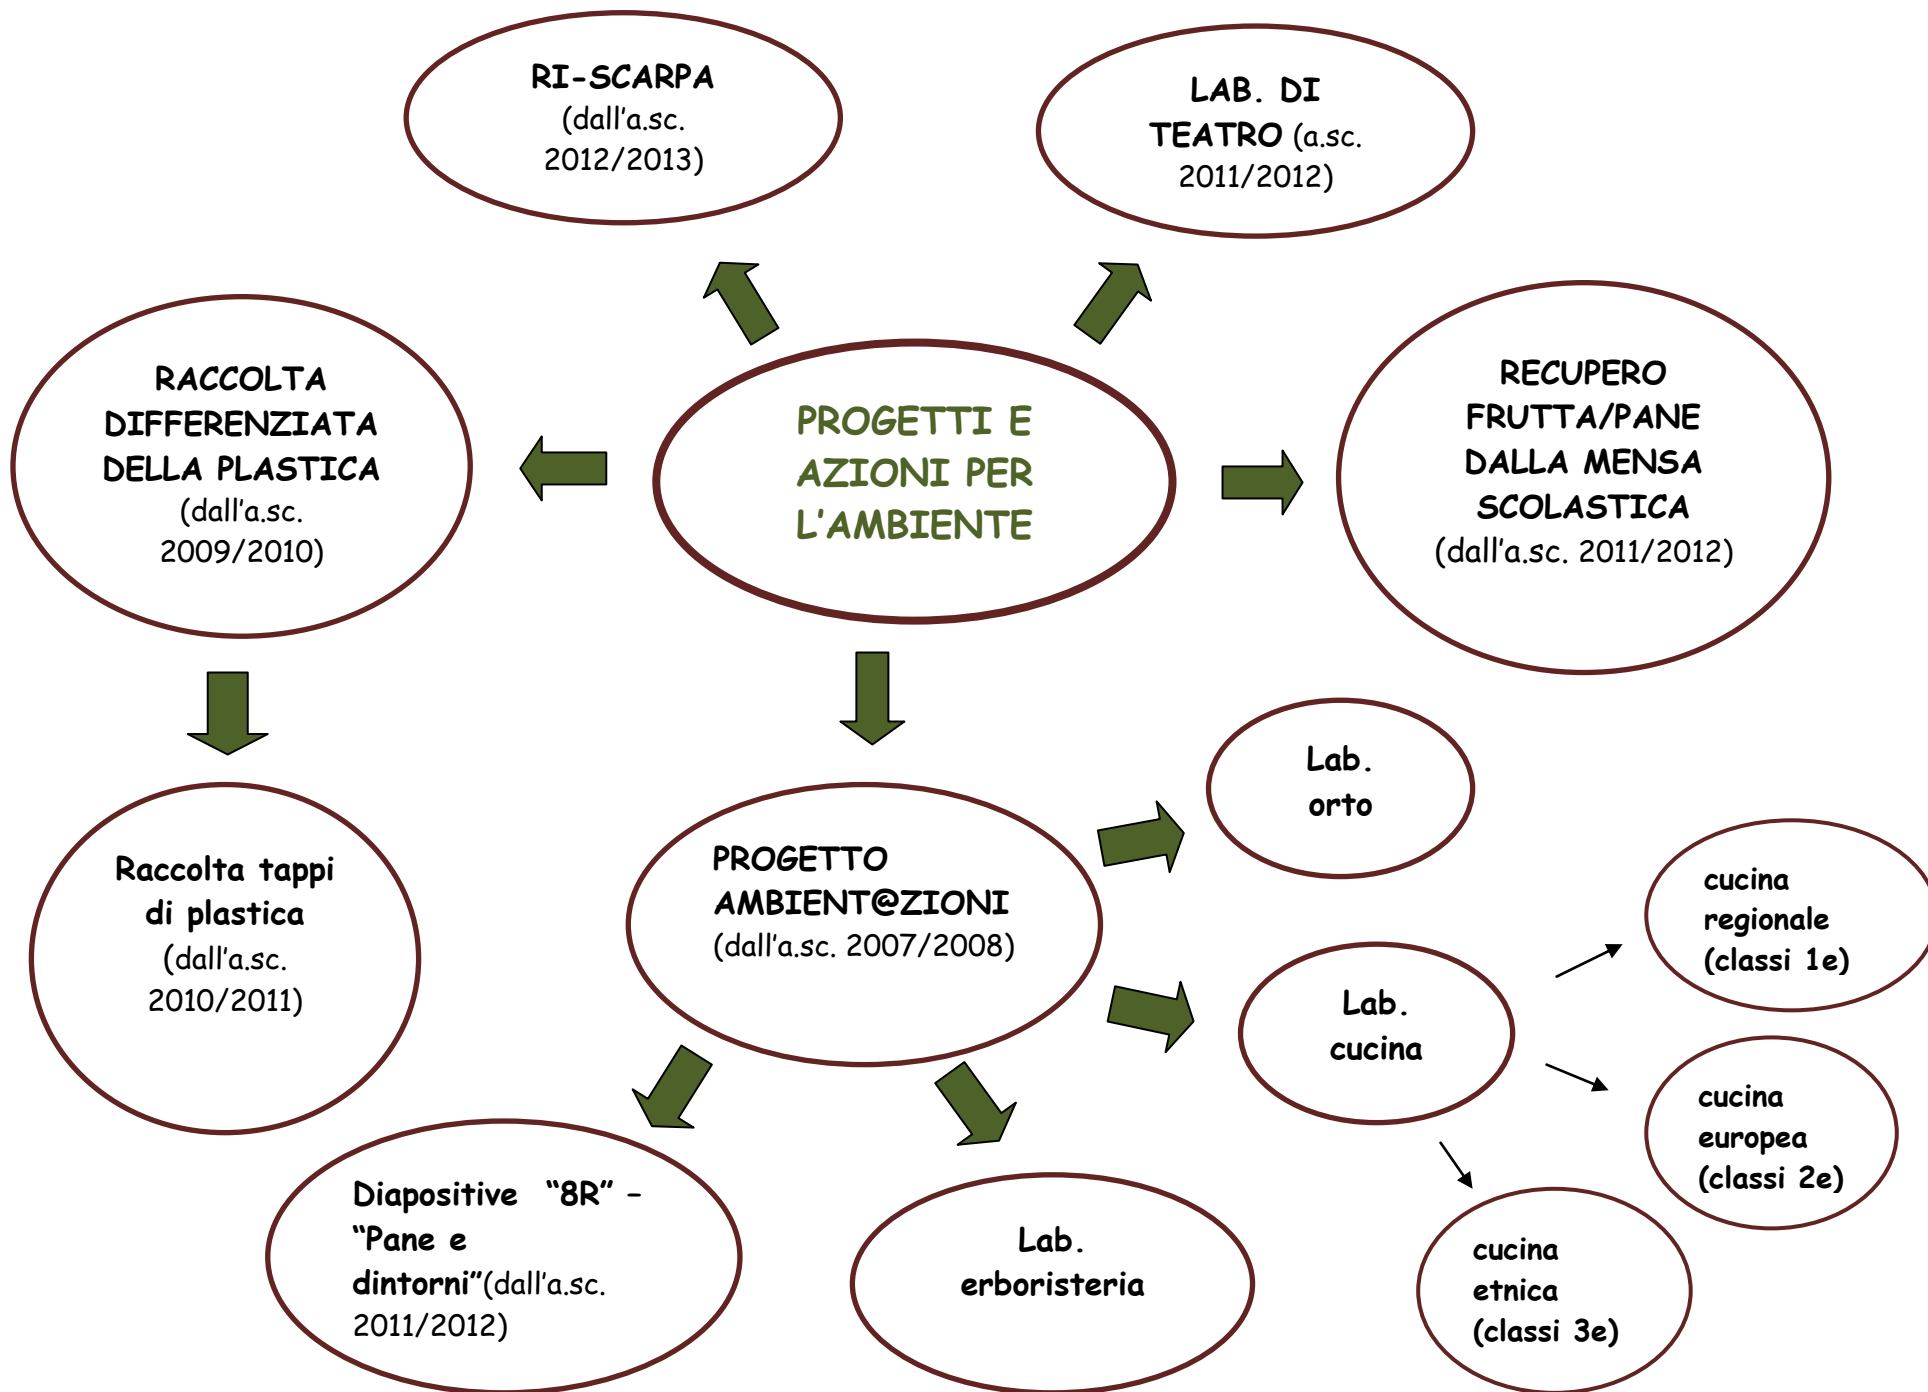 RI-SCARPA
(dall'a.sc.
2012/2013)
LAB. DI
TEATRO (a.sc.
2011/2012)
RACCOLTA
DIFFERENZIATA
DELLA PLASTICA
(dall'a.sc.
2009/2010)
PROGETTI E
AZIONI PER
L’AMBIENTE
RECUPERO
FRUTTA/PANE
DALLA MENSA
SCOLASTICA
(dall'a.sc. 2011/2012)
Raccolta tappi
di plastica
(dall'a.sc.
2010/2011)
PROGETTO
AMBIENT@ZIONI
(dall'a.sc. 2007/2008)
Lab.
orto
Lab.
cucina
cucina
regionale
(classi 1e)
cucina
europea
(classi 2e)
cucina
etnica
(classi 3e)
Diapositive “8R” –
“Pane e
dintorni”(dall'a.sc.
2011/2012)
Lab.
erboristeria